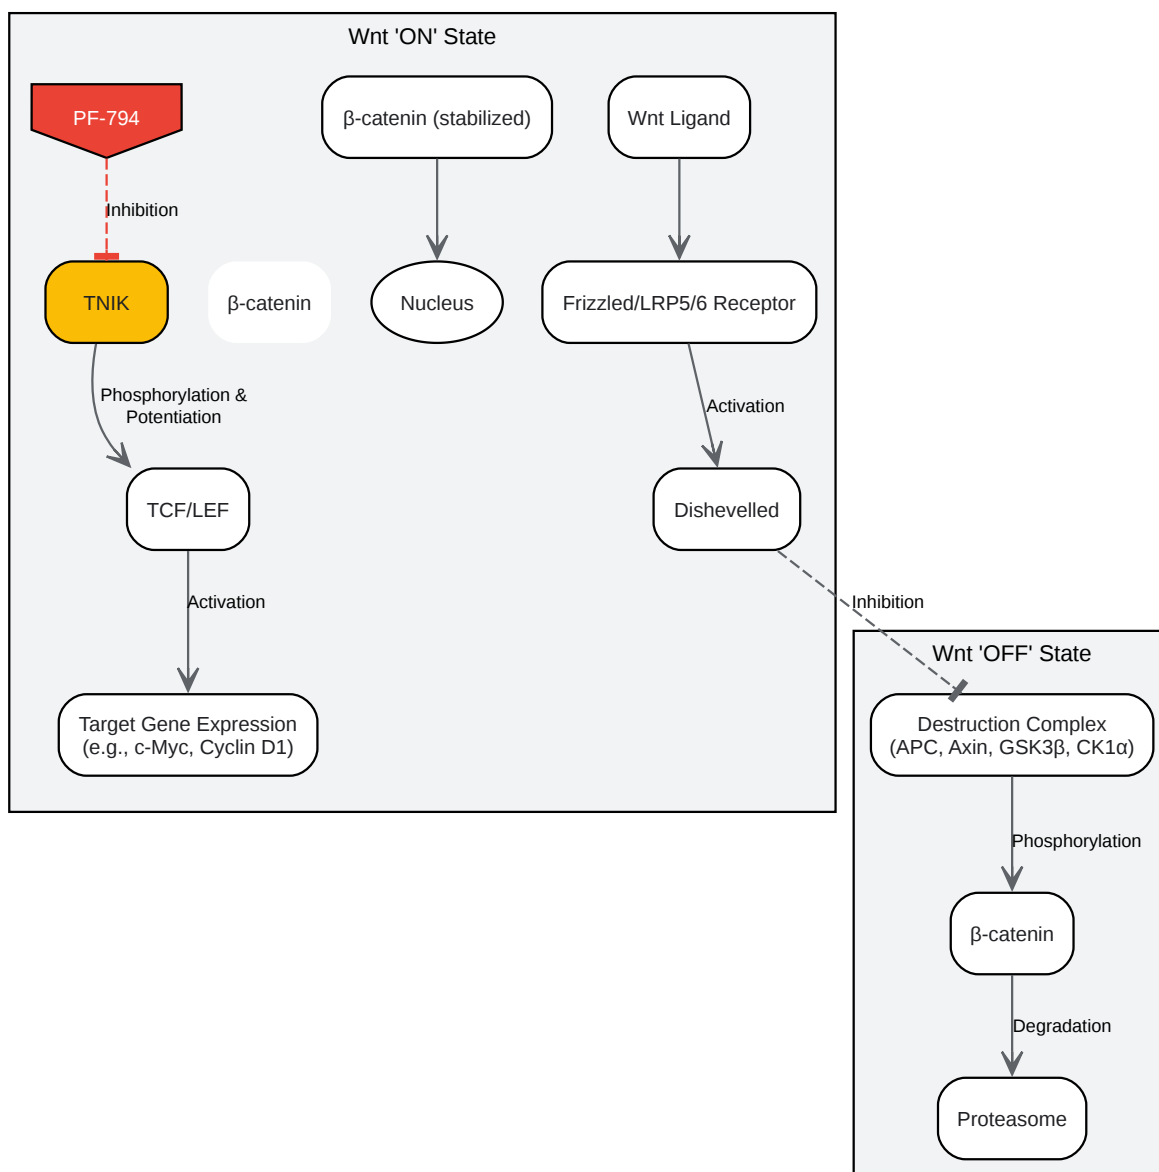 Wnt 'ON' State
PF-794
β-catenin (stabilized)
Wnt Ligand
Inhibition
TNIK
β-catenin
Nucleus
Frizzled/LRP5/6 Receptor
Phosphorylation &
Potentiation
Activation
TCF/LEF
Dishevelled
Activation
Inhibition
Target Gene Expression
(e.g., c-Myc, Cyclin D1)
Wnt 'OFF' State
Destruction Complex
(APC, Axin, GSK3β, CK1α)
Phosphorylation
β-catenin
Degradation
Proteasome